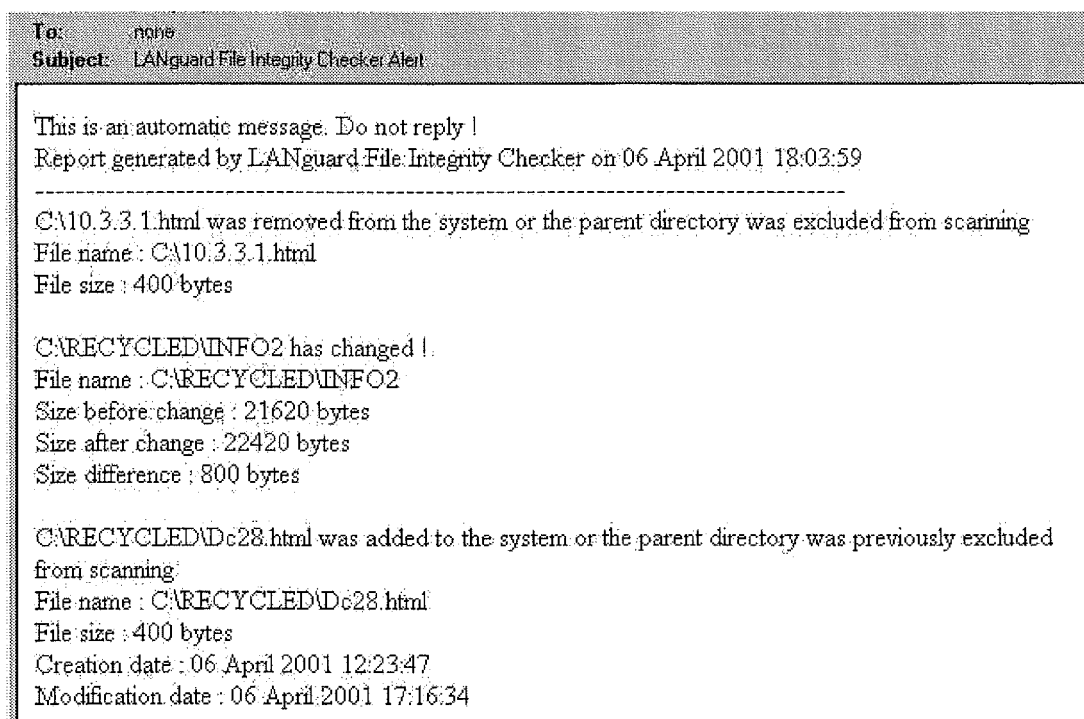 To: none
Subject: LANguard File Integrity Checker Alert
This is an automatic message. Do not reply !
Report generated by LANguard File Integrity Checker on 06 April 2001 18:03:59
--------------------------------------------------------------------------------
C:\10.3.3.1.html was removed from the system or the parent directory was excluded from scanning
File name : C:\10.3.3.1.html
File size : 400 bytes
C:\RECYCLED\INFO2 has changed !
File name : C:\RECYCLED\INFO2
Size before change : 21620 bytes
Size after change : 22420 bytes
Size difference : 800 bytes
C:\RECYCLED\Dc28.html was added to the system or the parent directory was previously excluded
from scanning
File name : C:\RECYCLED\Dc28.html
File size : 400 bytes
Creation date : 06 April 2001 12:23:47
Modification date : 06 April 2001 17:16:34